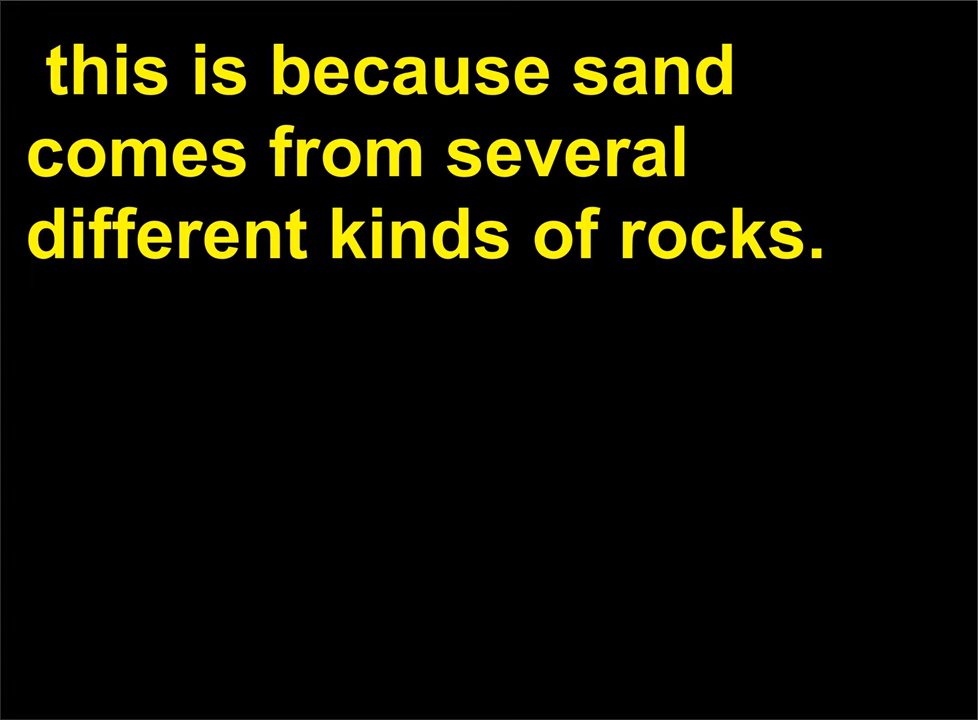 this is because sand
comes from several
different kinds of rocks.